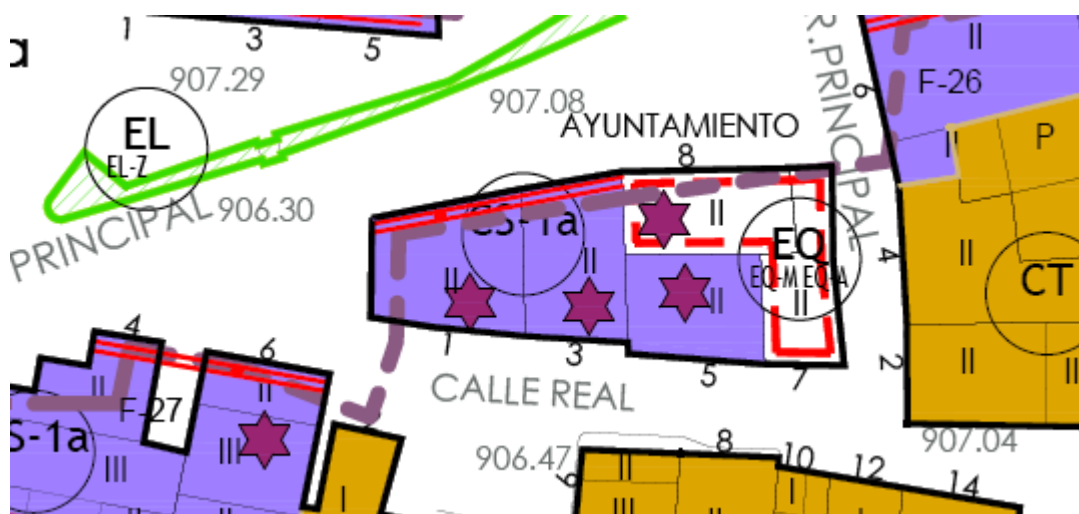 a
1
3
5
907.29
EL
EL-Z
907.08
AYUNTAMIENTO
8
R.PRINCIPAL
6
II
F-26
I
P
PRINCIPAL
906.30
CS-1a
II
II
II
II
EQ
EQ-M EQ-A
II
4
II
CT
1
3
5
7
2
II
II
CALLE REAL
4
6
II
F-27
II
S-1a
III
III
I
II
906.47
6
8
10
12
14
907.04
II
III
I
II
II